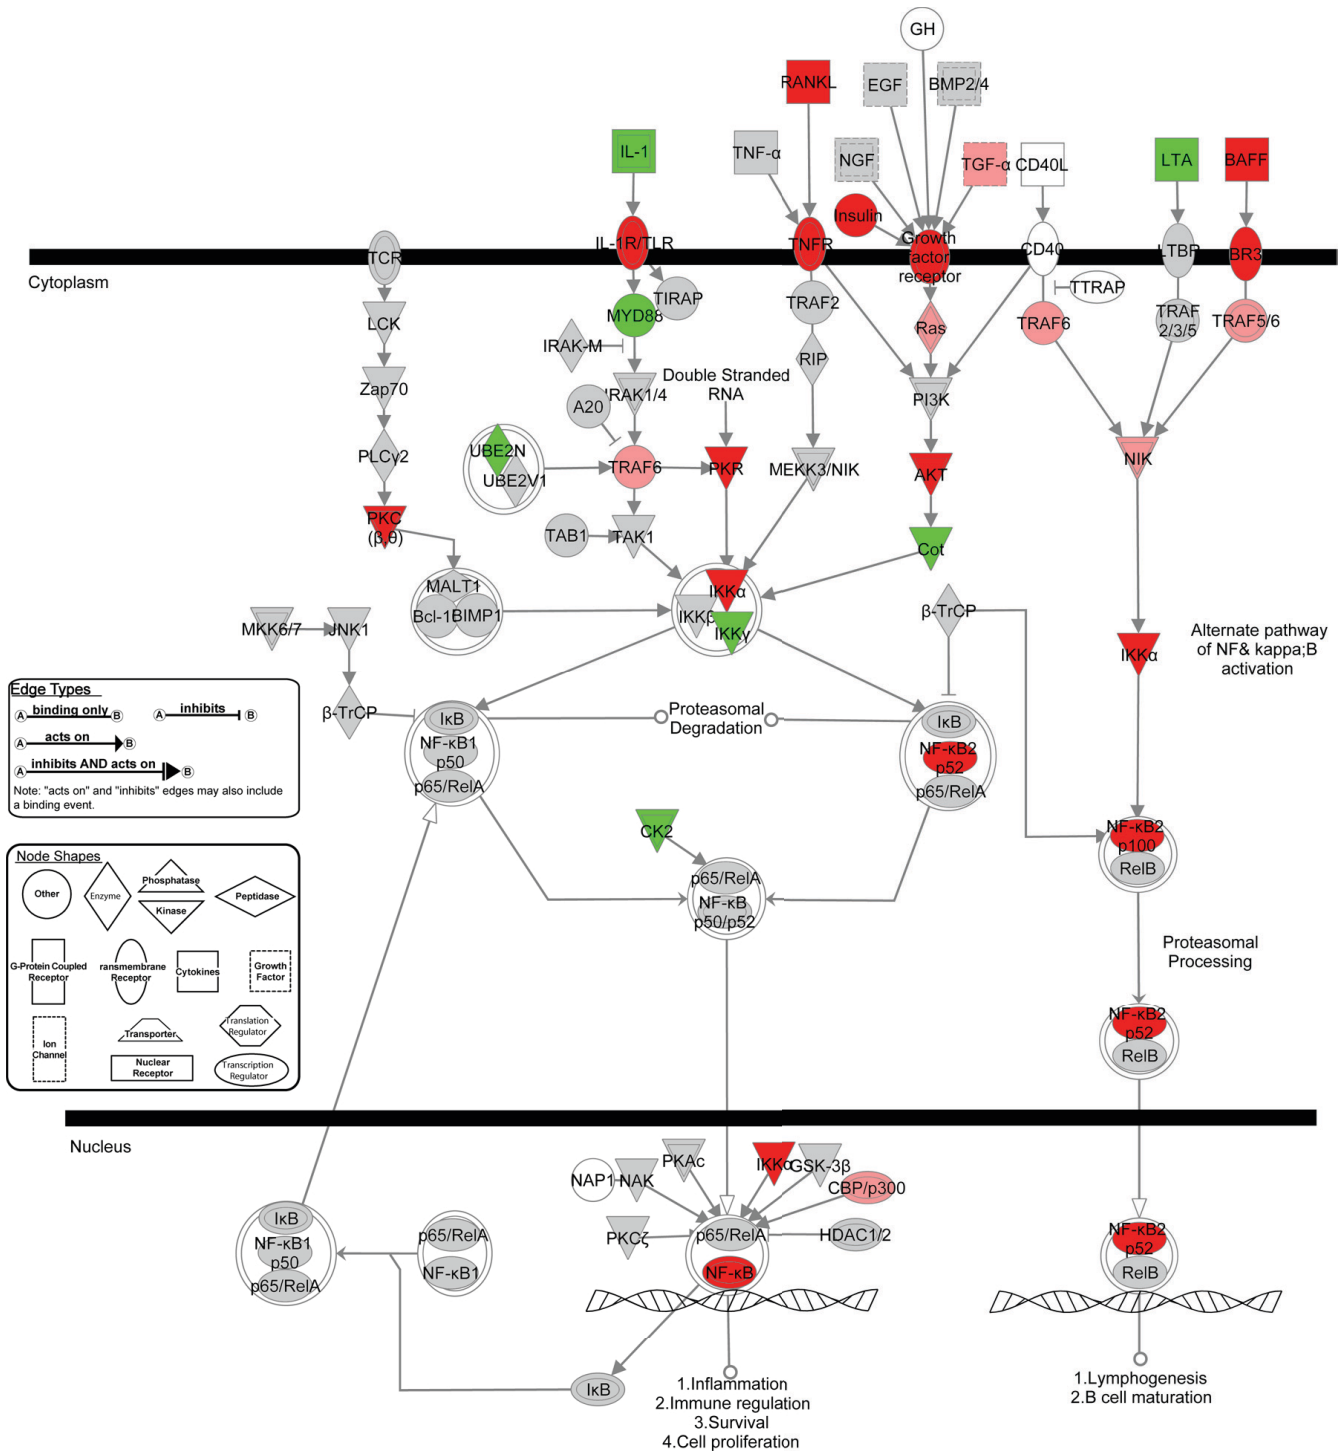 GH
RANKL
EGF
BMP2/4
IL-1
TNF-α
NGF
TGF-α
CD40L
LTA
BAFF
Insulin
TCR
IL-1R/TLR
TNFR
Growth
factor
receptor
CD40
LTBR
BR3
Cytoplasm
TIRAP
TTRAP
MYD88
TRAF2
LCK
Ras
TRAF6
TRAF
2/3/5
TRAF5/6
IRAK-M
RIP
Double Stranded
RNA
Zap70
IRAK1/4
A20
PI3K
UBE2N
UBE2V1
PLCγ2
TRAF6
PKR
MEKK3/NIK
AKT
NIK
PKC
(β,θ)
TAB1
TAK1
Cot
MALT1
Bcl-1
BIMP1
IKKα
IKKβ
IKKγ
β-TrCP
MKK6/7
JNK1
IKKα
Alternate pathway
of NF& kappa;B
activation
Edge Types
A binding only B
A inhibits B
A acts on B
A inhibits AND acts on B
Note: "acts on" and "inhibits" edges may also include
a binding event.
β-TrCP
IκB
NF-κB1
p50
p65/RelA
Proteasomal
Degradation
IκB
NF-κB2
p52
p65/RelA
CK2
NF-κB2
p100
RelB
p65/RelA
NF-κB
p50/p52
Node Shapes
Other
Enzyme
Phosphatase
Kinase
Peptidase
G-Protein Coupled
Receptor
ransmembrane
Receptor
Cytokines
Growth
Factor
Ion
Channel
Transporter
Translation
Regulator
Nuclear
Receptor
Transcription
Regulator
Proteasomal
Processing
NF-κB2
p52
RelB
Nucleus
NAP1
NAK
PKAc
IKKα
GSK-3β
CBP/p300
PKCζ
p65/RelA
HDAC1/2
NF-κB
IκB
NF-κB1
p50
p65/RelA
p65/RelA
NF-κB1
NF-κB2
p52
RelB
IκB
1.Inflammation
2.Immune regulation
3.Survival
4.Cell proliferation
1.Lymphogenesis
2.B cell maturation